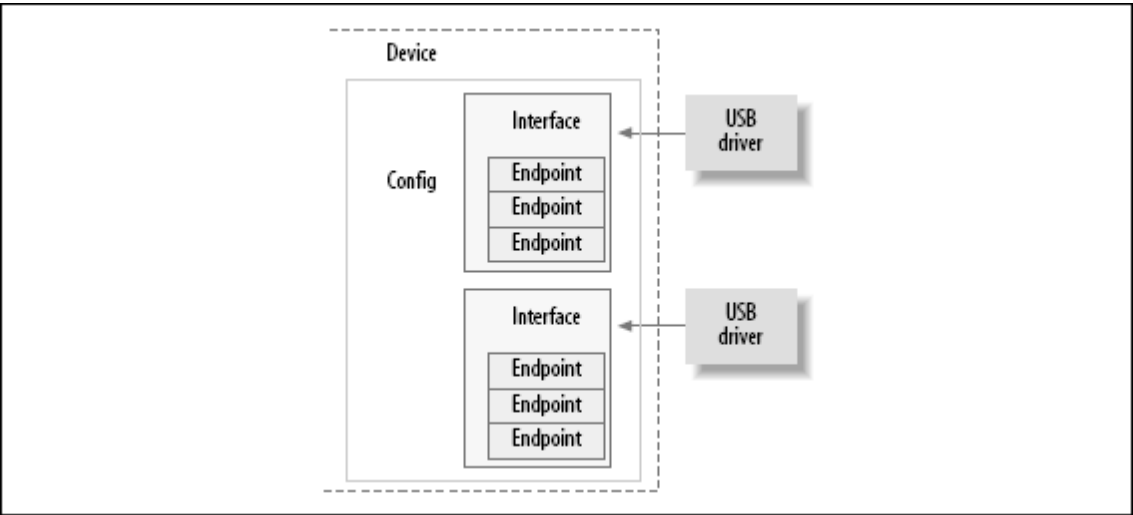 Device
Interface
USB
driver
Config
Endpoint
Endpoint
Endpoint
Interface
USB
driver
Endpoint
Endpoint
Endpoint